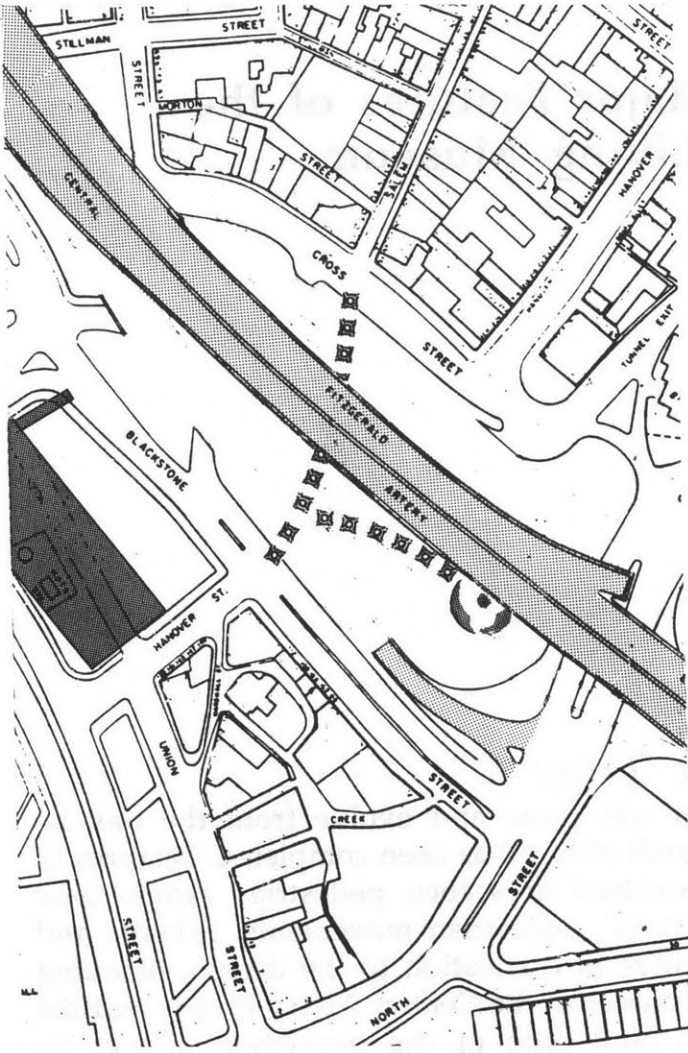 STILLMAN
STREET
STREET
MORTON
STREET
SALEM
STREET
HANOVER
CENTRAL
CROSS
STREET
HANOVER
TUNNEL EXIT
FITZGERALD
ARTERY
BLACKSTONE
HANOVER ST.
UNION
STREET
CREEK
STREET
STREET
STREET
NORTH